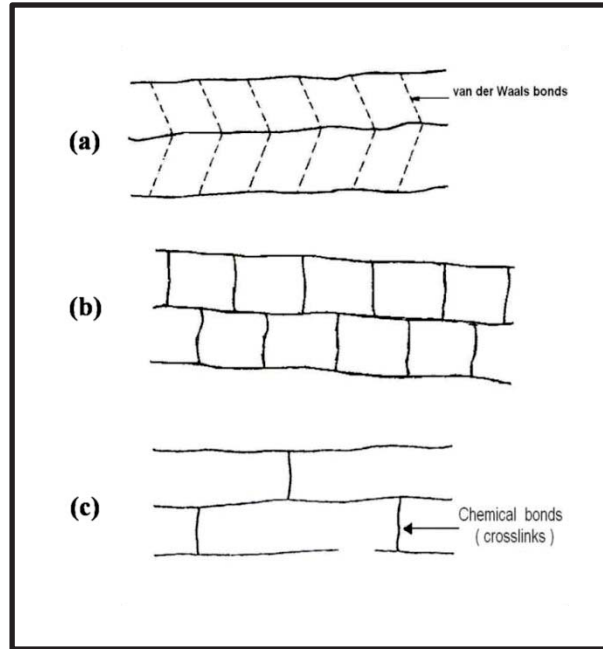 van der Waals bonds
(a)
(b)
(c)
Chemical bonds
( crosslinks )